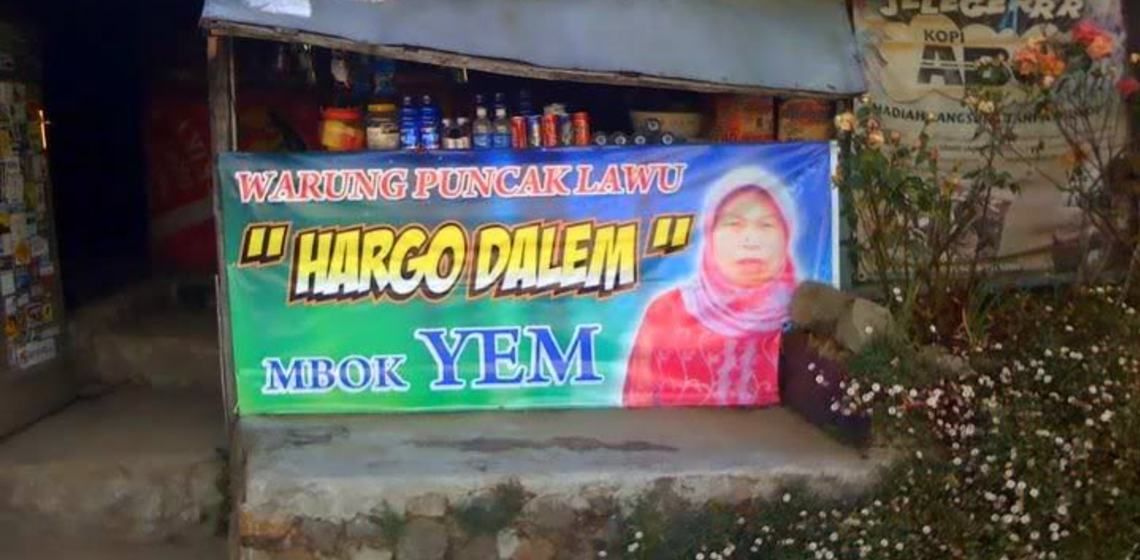 WARUNG PUNCAK LAWU
" HARGO DALEM "
MBOK YEM
KOPI